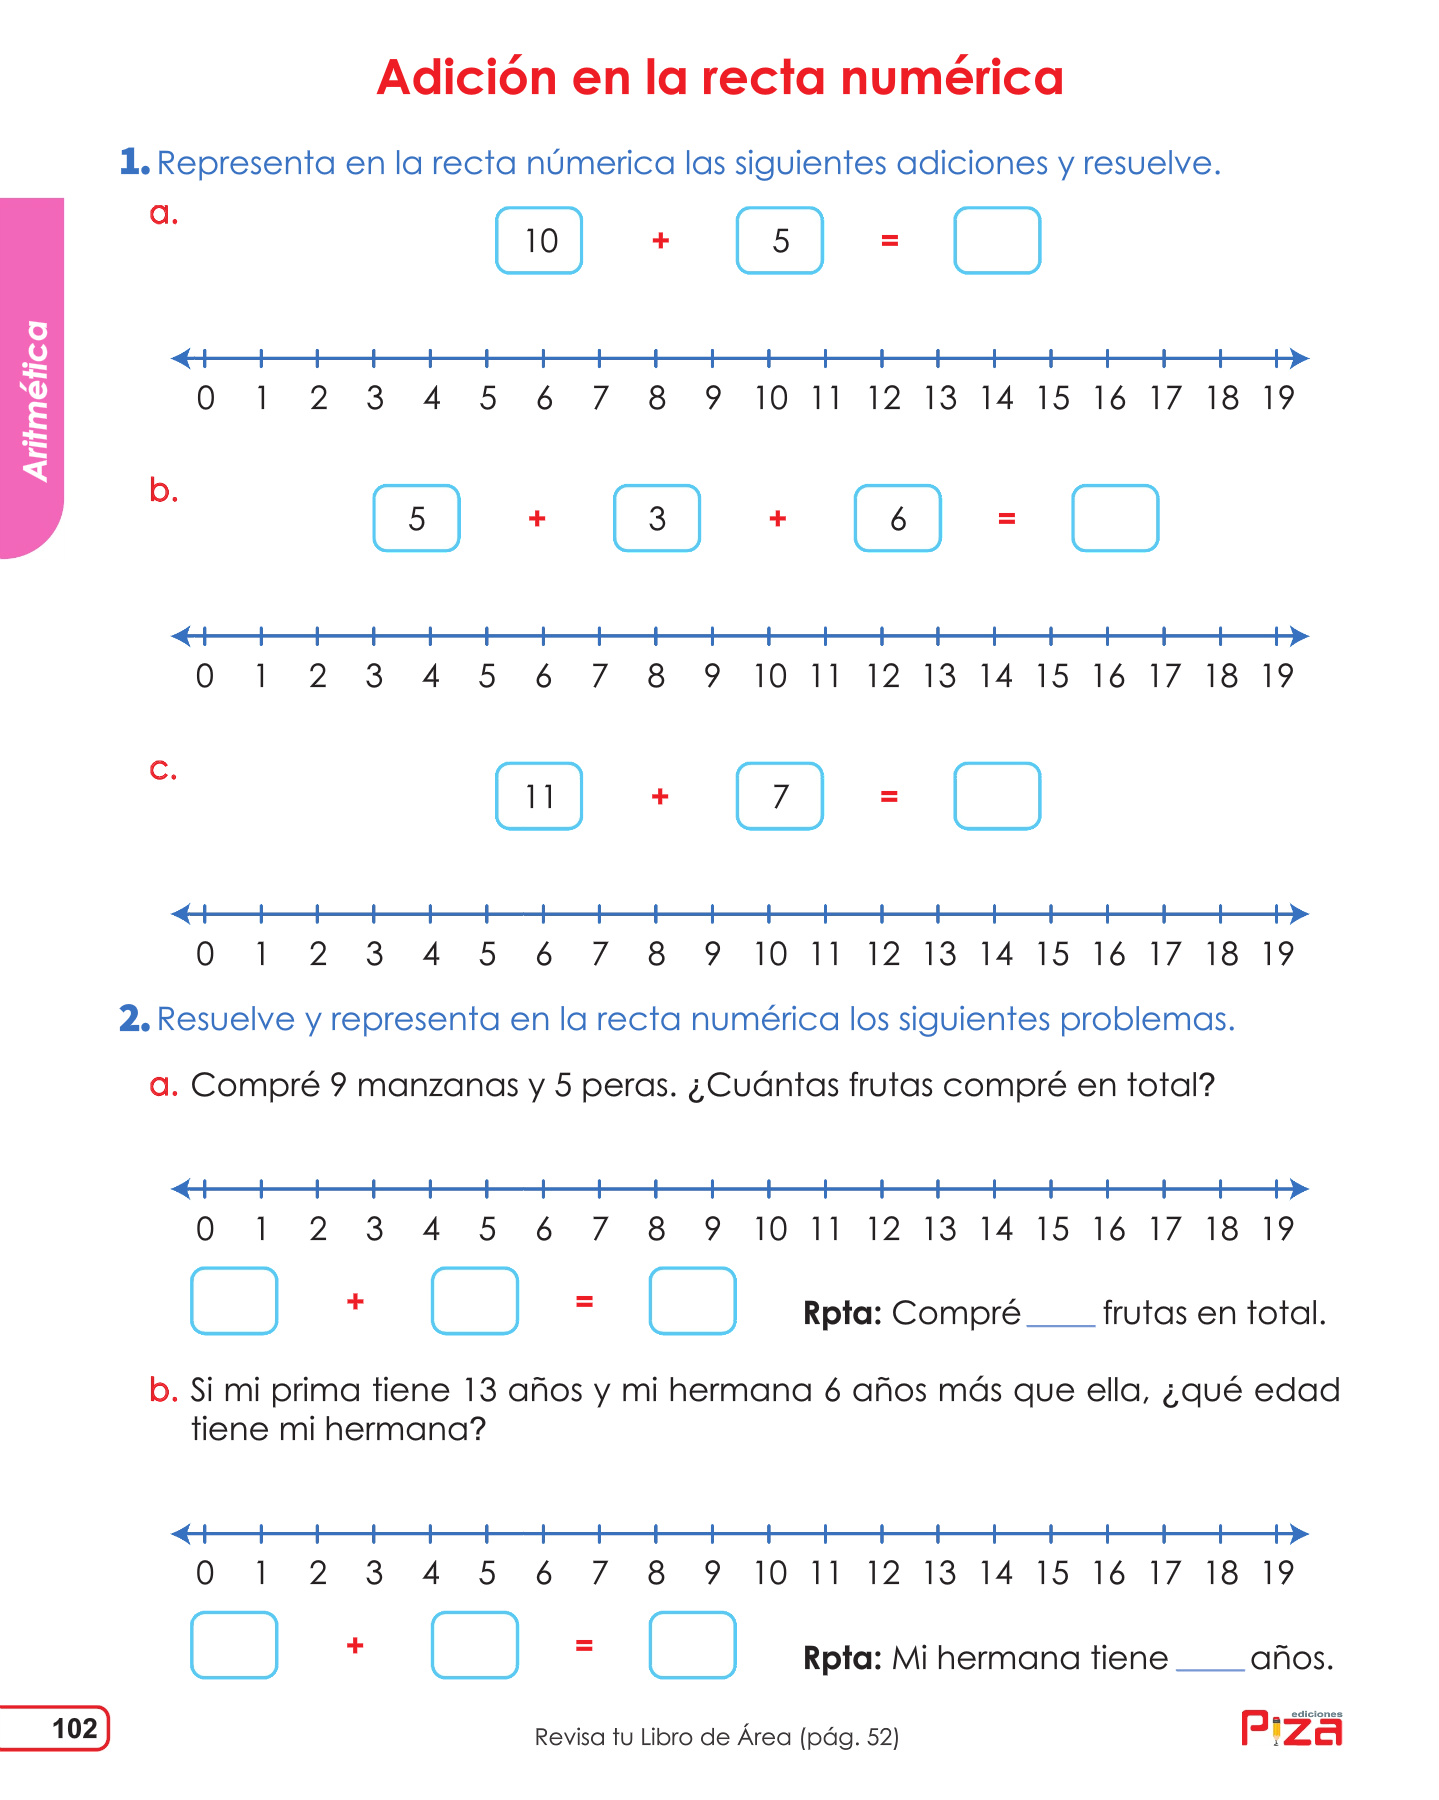 Adición en la recta numérica
1. Representa en la recta númerica las siguientes adiciones y resuelve.
Aritmética
a.
10 + 5 =
0 1 2 3 4 5 6 7 8 9 10 11 12 13 14 15 16 17 18 19
b.
5 + 3 + 6 =
0 1 2 3 4 5 6 7 8 9 10 11 12 13 14 15 16 17 18 19
c.
11 + 7 =
0 1 2 3 4 5 6 7 8 9 10 11 12 13 14 15 16 17 18 19
2. Resuelve y representa en la recta numérica los siguientes problemas.
a. Compré 9 manzanas y 5 peras. ¿Cuántas frutas compré en total?
0 1 2 3 4 5 6 7 8 9 10 11 12 13 14 15 16 17 18 19
+ = Rpta: Compré ____ frutas en total.
b. Si mi prima tiene 13 años y mi hermana 6 años más que ella, ¿qué edad
tiene mi hermana?
0 1 2 3 4 5 6 7 8 9 10 11 12 13 14 15 16 17 18 19
+ = Rpta: Mi hermana tiene ____ años.
102
Revisa tu Libro de Área (pág. 52)
ediciones
Piza